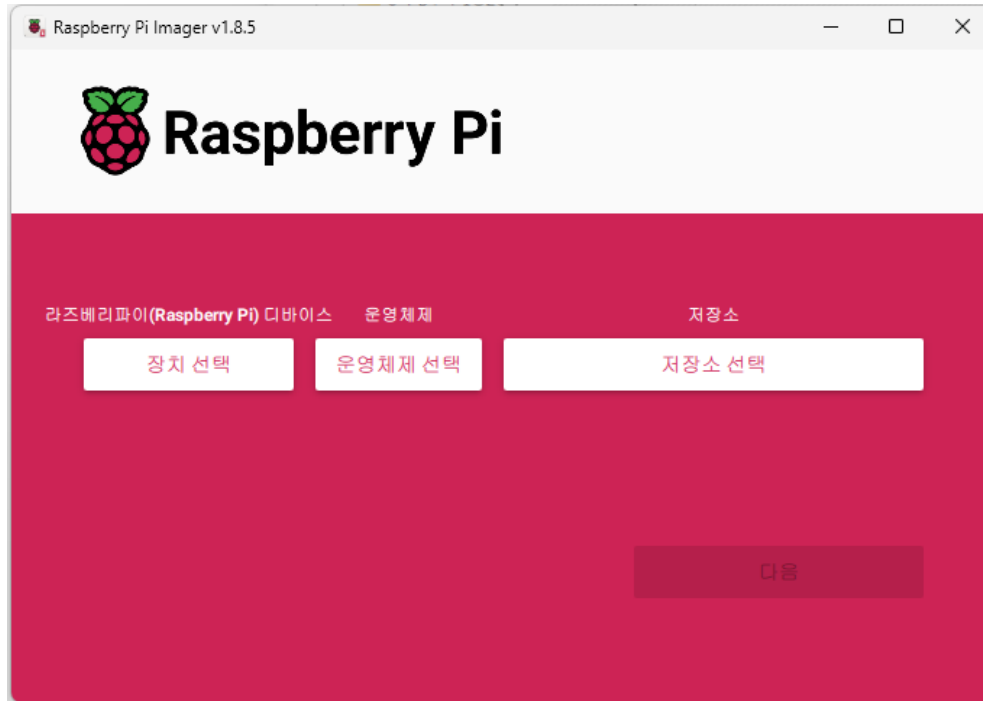 Raspberry Pi Imager v1.8.5
Raspberry Pi
라즈베리파이(Raspberry Pi) 디바이스 운영체제 저장소
장치 선택 운영체제 선택 저장소 선택
다음